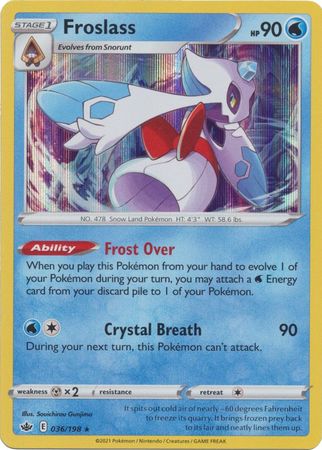 STAGE 1 Froslass HP 90
Evolves from Snorunt
NO. 478 Snow Land Pokémon HT: 4'3" WT: 58.6 lbs.
Ability Frost Over
When you play this Pokémon from your hand to evolve 1 of
your Pokémon during your turn, you may attach a Energy
card from your discard pile to 1 of your Pokémon.
Crystal Breath 90
During your next turn, this Pokémon can't attack.
weakness ×2 resistance retreat
Illus. Souichirou Gunjima
E 036/198 ★
It spits out cold air of nearly −60 degrees Fahrenheit
to freeze its quarry. It brings frozen prey back
to its lair and neatly lines them up.
©2021 Pokémon / Nintendo / Creatures / GAME FREAK